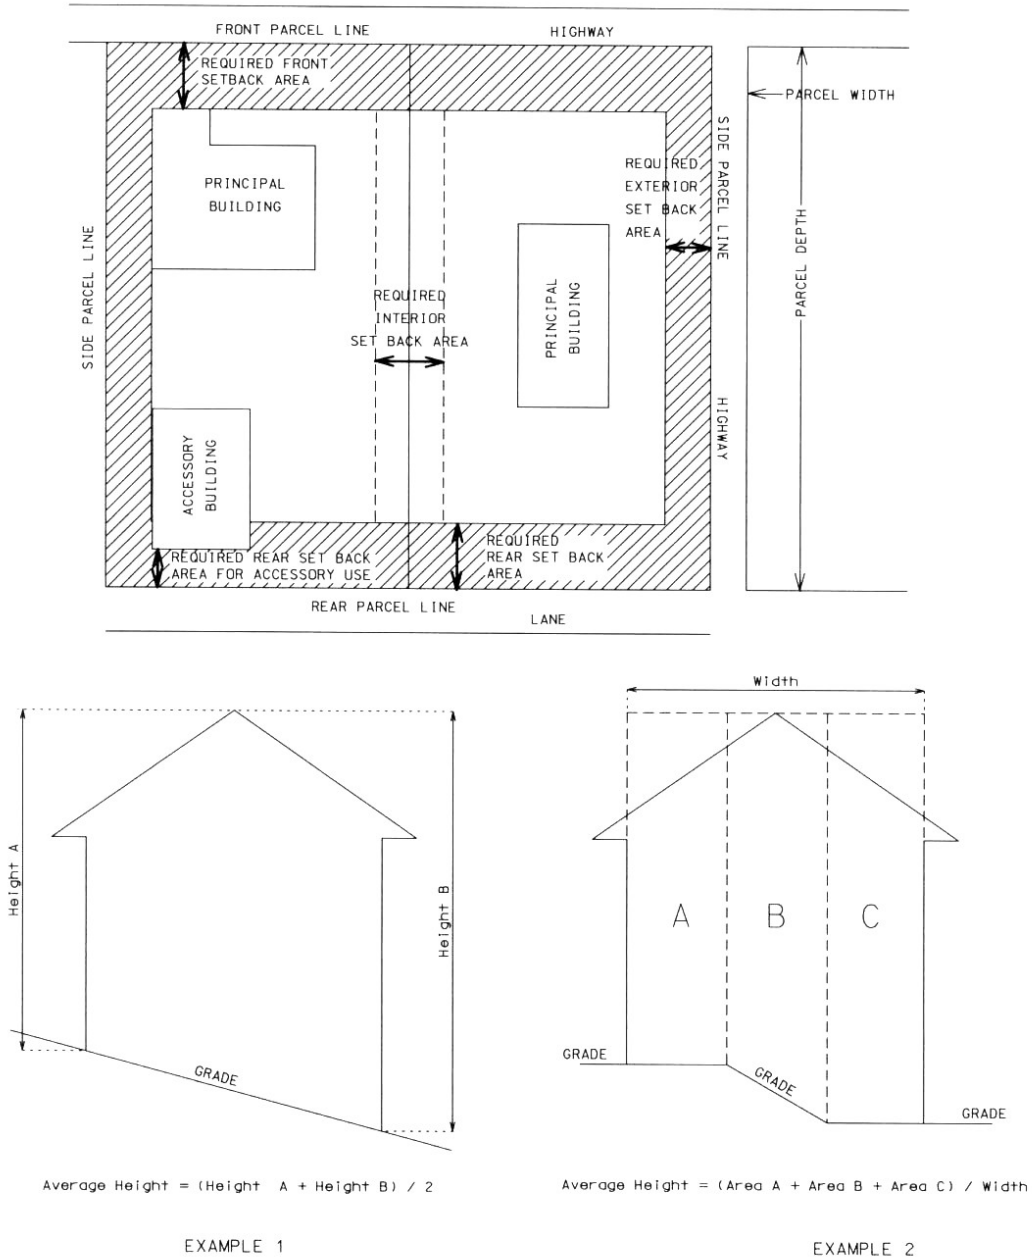 FRONT PARCEL LINE
HIGHWAY
REQUIRED FRONT
SETBACK AREA
PARCEL WIDTH
SIDE PARCEL LINE
REQUIRED
EXTERIOR
SET BACK
AREA
PRINCIPAL
BUILDING
SIDE PARCEL LINE
PARCEL DEPTH
REQUIRED
INTERIOR
SET BACK AREA
PRINCIPAL
BUILDING
HIGHWAY
ACCESSORY
BUILDING
REQUIRED REAR SET BACK
AREA FOR ACCESSORY USE
REQUIRED
REAR SET BACK
AREA
REAR PARCEL LINE
LANE
Height A
Height B
GRADE
Average Height = (Height A + Height B) / 2
EXAMPLE 1
Width
A
B
C
GRADE
GRADE
GRADE
Average Height = (Area A + Area B + Area C) / Width
EXAMPLE 2